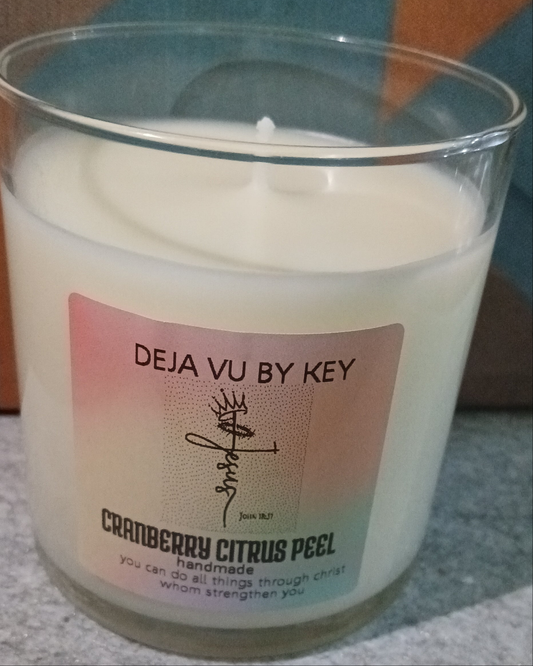 DEJA VU BY KEY
Jesus
CRANBERRY CITRUS PEEL
handmade
you can do all things through christ
whom strengthen you